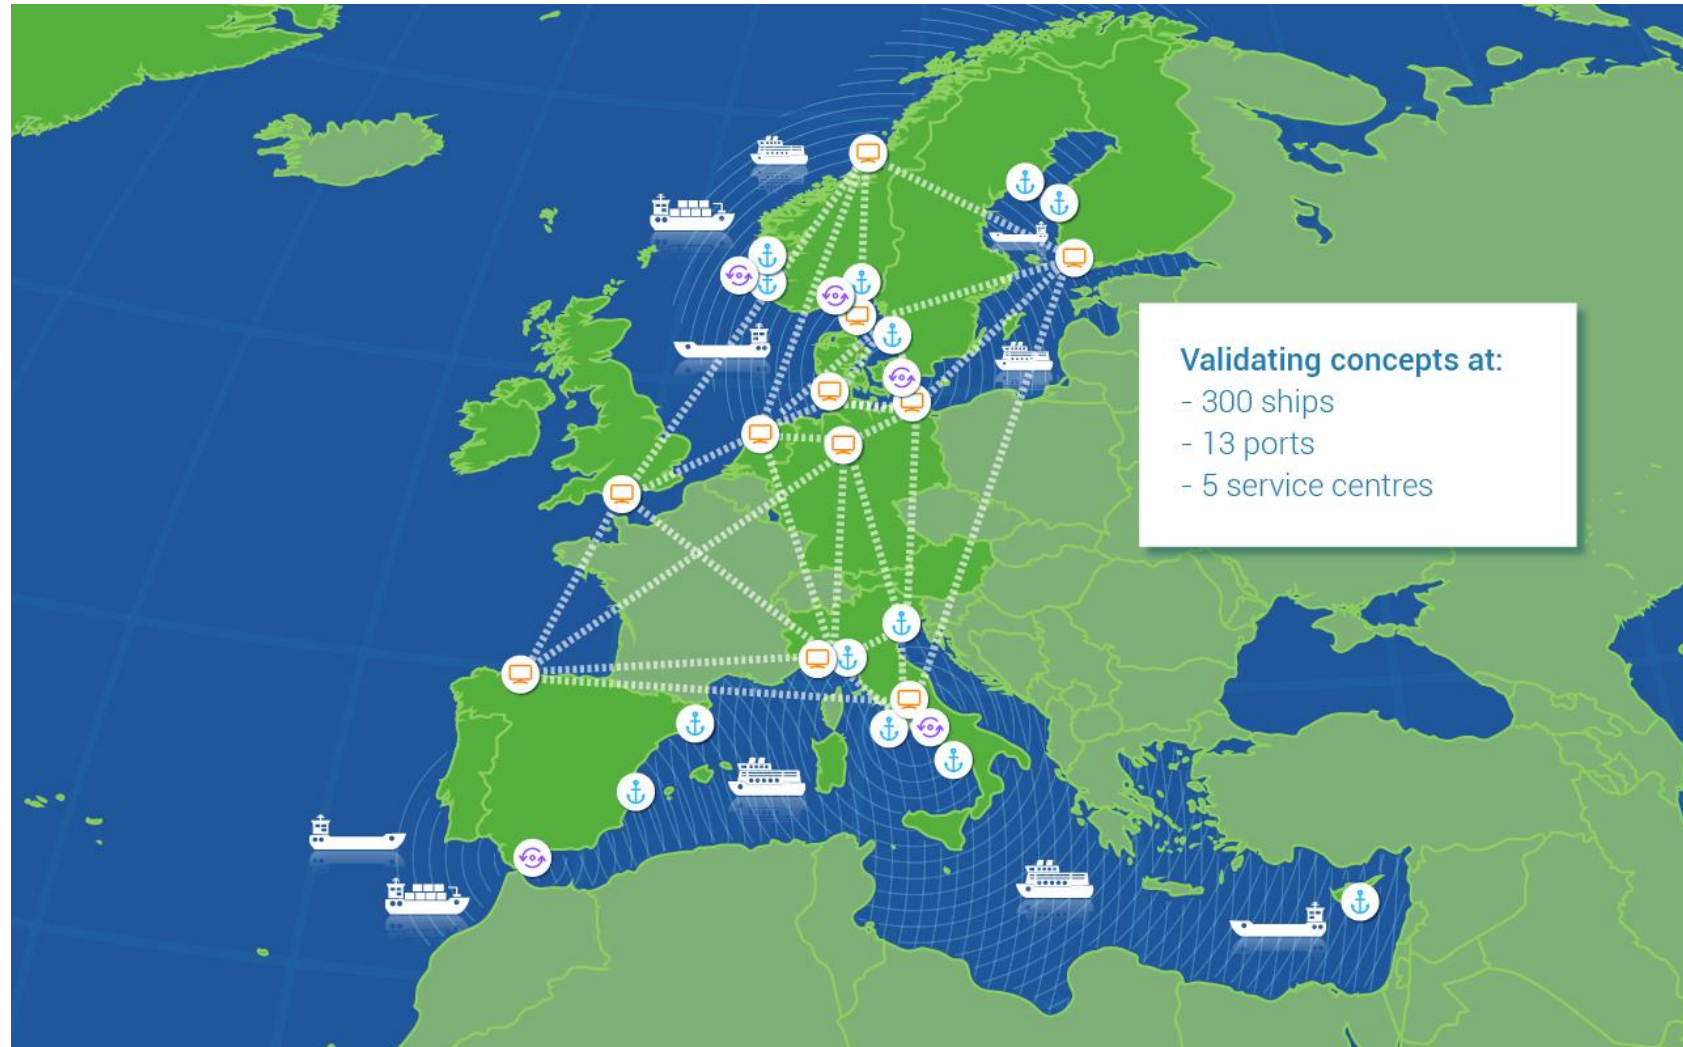 Validating concepts at:
- 300 ships
- 13 ports
- 5 service centres